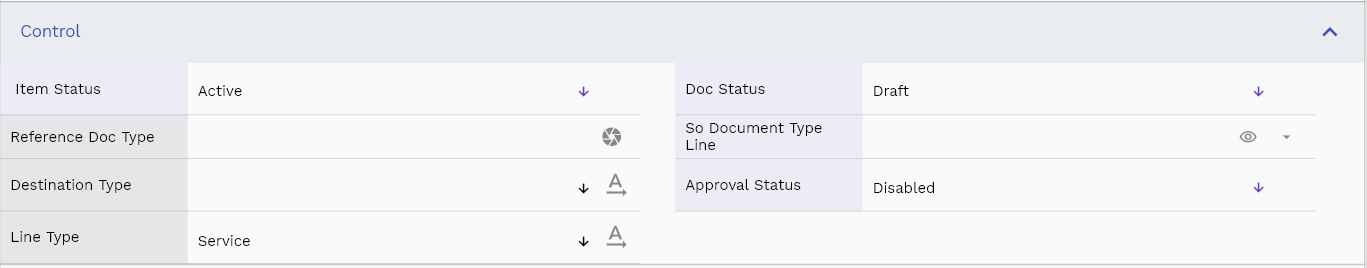 Control
Item Status Active
Doc Status Draft
Reference Doc Type
So Document Type
Line
Destination Type
Approval Status Disabled
Line Type Service